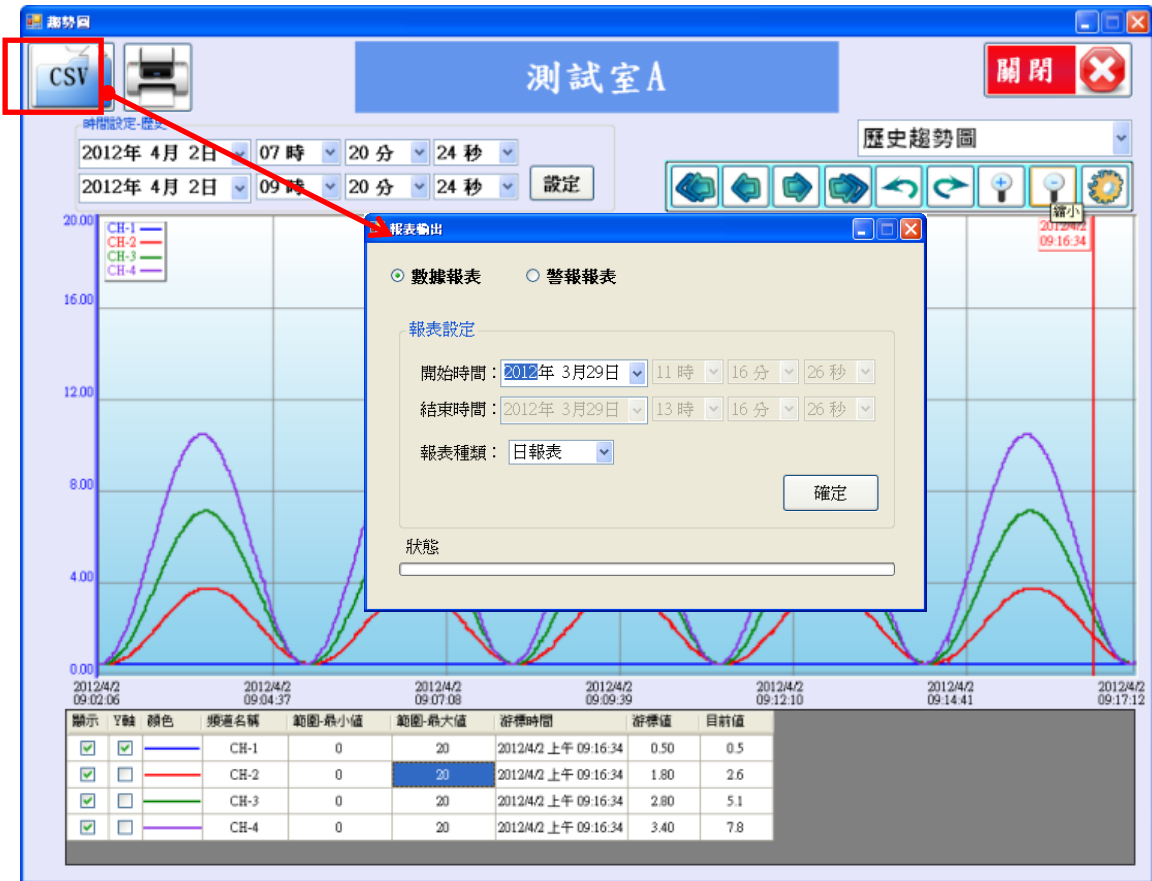 趨勢圖
CSV
測試室A
關閉
時間設定-歷史
2012年 4月 2日 07 時 20 分 24 秒
2012年 4月 2日 09 時 20 分 24 秒 設定
歷史趨勢圖
縮小
20.00
16.00
12.00
8.00
4.00
0.00
CH-1
CH-2
CH-3
CH-4
2012/4/2
09:16:34
報表輸出
數據報表 警報報表
報表設定
開始時間：2012年 3月29日 11 時 16 分 26 秒
結束時間：2012年 3月29日 13 時 16 分 26 秒
報表種類： 日報表
確定
狀態
2012/4/2 2012/4/2 2012/4/2 2012/4/2 2012/4/2 2012/4/2 2012/4/2
09:02:06 09:04:37 09:07:08 09:09:39 09:12:10 09:14:41 09:17:12
顯示 Y軸 顏色 頻道名稱 範圍-最小值 範圍-最大值 游標時間 游標值 目前值
CH-1 0 20 2012/4/2 上午 09:16:34 0.50 0.5
CH-2 0 20 2012/4/2 上午 09:16:34 1.80 2.6
CH-3 0 20 2012/4/2 上午 09:16:34 2.80 5.1
CH-4 0 20 2012/4/2 上午 09:16:34 3.40 7.8